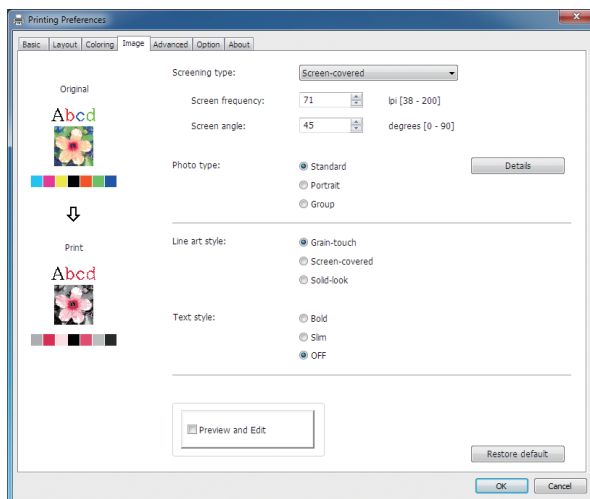 Printing Preferences
Basic Layout Coloring Image Advanced Option About
Original
Abcd
Print
Abcd
Screening type: Screen-covered
Screen frequency: 71 lpi [38 - 200]
Screen angle: 45 degrees [0 - 90]
Photo type: Standard Details
Portrait
Group
Line art style: Grain-touch
Screen-covered
Solid-look
Text style: Bold
Slim
OFF
Preview and Edit
Restore default
OK Cancel